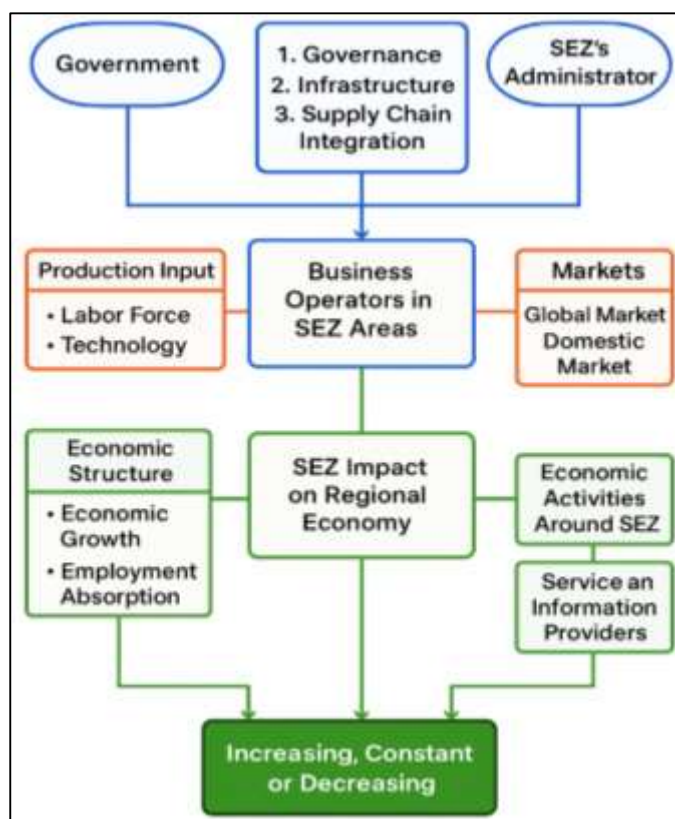 Government
1. Governance
2. Infrastructure
3. Supply Chain
Integration
SEZ's
Administrator
Production Input
• Labor Force
• Technology
Business
Operators in
SEZ Areas
Markets
Global Market
Domestic
Market
Economic
Structure
• Economic
Growth
• Employment
Absorption
SEZ Impact
on Regional
Economy
Economic
Activities
Around SEZ
Service an
Information
Providers
Increasing, Constant
or Decreasing